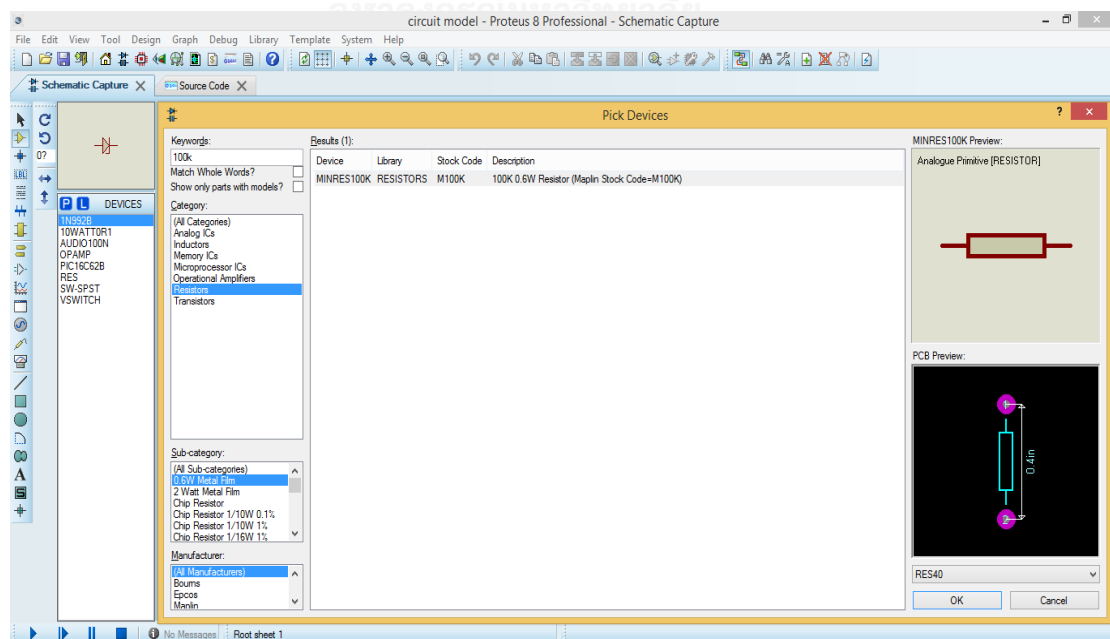 circuit model - Proteus 8 Professional - Schematic Capture
File Edit View Tool Design Graph Debug Library Template System Help
Schematic Capture
Source Code
Pick Devices
0?
P L DEVICES
1N992B
10WATT0R1
AUDIO100N
OPAMP
PIC16C62B
RES
SW-SPST
VSWITCH
Keywords:
100k
Match Whole Words?
Show only parts with models?
Category:
(All Categories)
Analog ICs
Inductors
Memory ICs
Microprocessor ICs
Operational Amplifiers
Resistors
Transistors
Sub-category:
(All Sub-categories)
0.6W Metal Film
2 Watt Metal Film
Chip Resistor
Chip Resistor 1/10W 0.1%
Chip Resistor 1/10W 1%
Chip Resistor 1/16W 1%
Manufacturer:
(All Manufacturers)
Bourns
Epcos
Maplin
Results (1):
Device Library Stock Code Description
MINRES100K RESISTORS M100K 100K 0.6W Resistor (Maplin Stock Code=M100K)
MINRES100K Preview:
Analogue Primitive [RESISTOR]
PCB Preview:
1
0.4in
2
RES40
OK Cancel
No Messages Root sheet 1